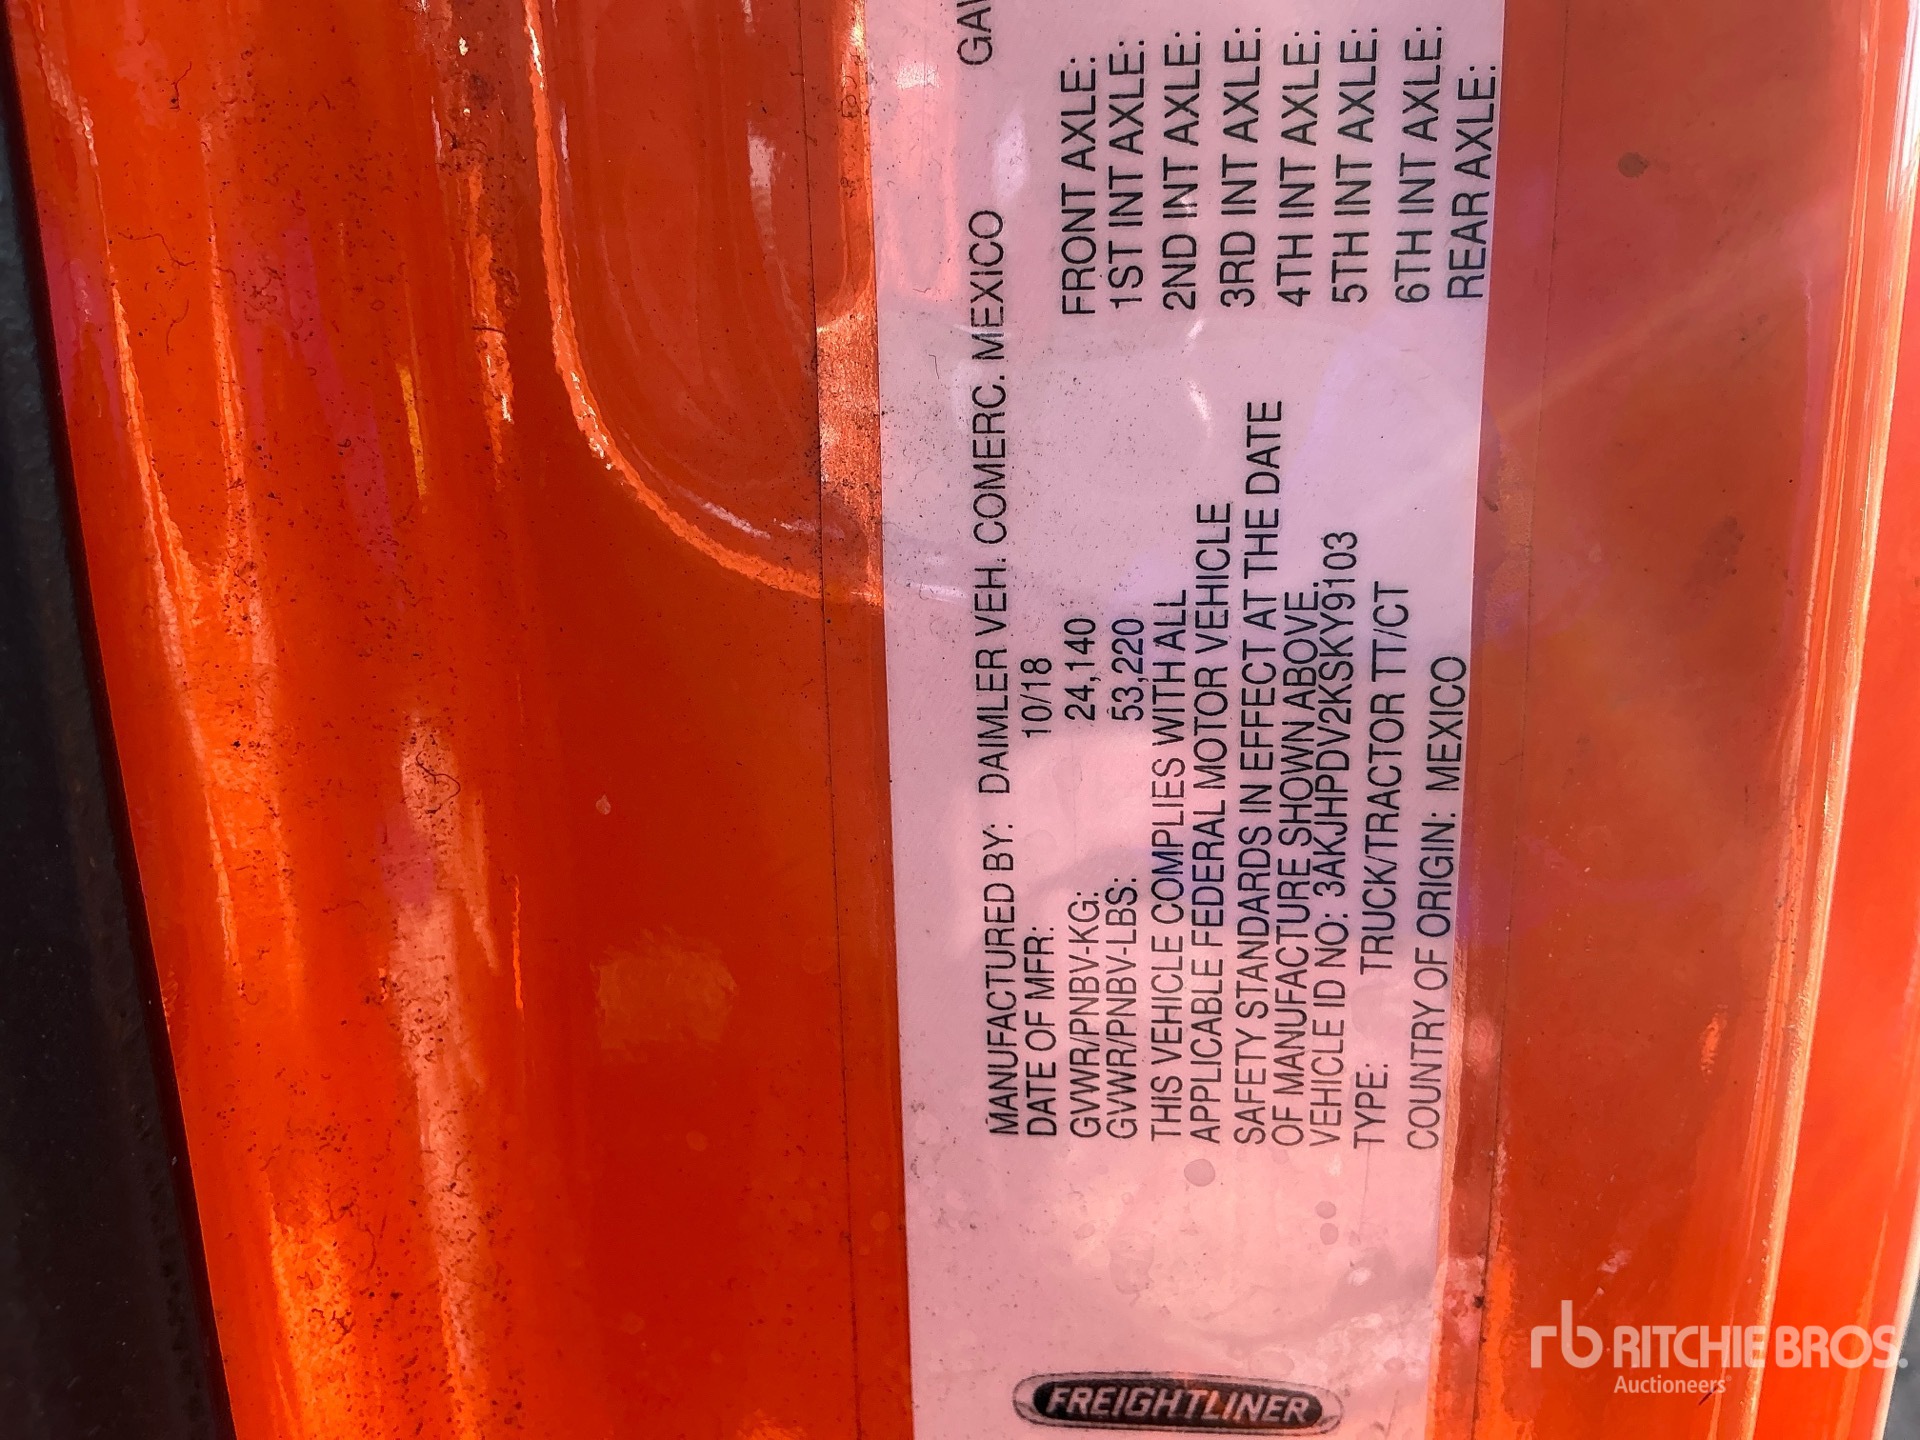 FREIGHTLINER
MANUFACTURED BY: DAIMLER VEH. COMERC. MEXICO
DATE OF MFR: 10/18
GVWR/PNBV-KG: 24,140
GVWR/PNBV-LBS: 53,220
THIS VEHICLE COMPLIES WITH ALL
APPLICABLE FEDERAL MOTOR VEHICLE
SAFETY STANDARDS IN EFFECT AT THE DATE
OF MANUFACTURE SHOWN ABOVE.
VEHICLE ID NO: 3AKJHPDV2KSKY9103
TYPE: TRUCK/TRACTOR TT/CT
COUNTRY OF ORIGIN: MEXICO
FRONT AXLE:
1ST INT AXLE:
2ND INT AXLE:
3RD INT AXLE:
4TH INT AXLE:
5TH INT AXLE:
6TH INT AXLE:
REAR AXLE:
rb RITCHIE BROS.
Auctioneers